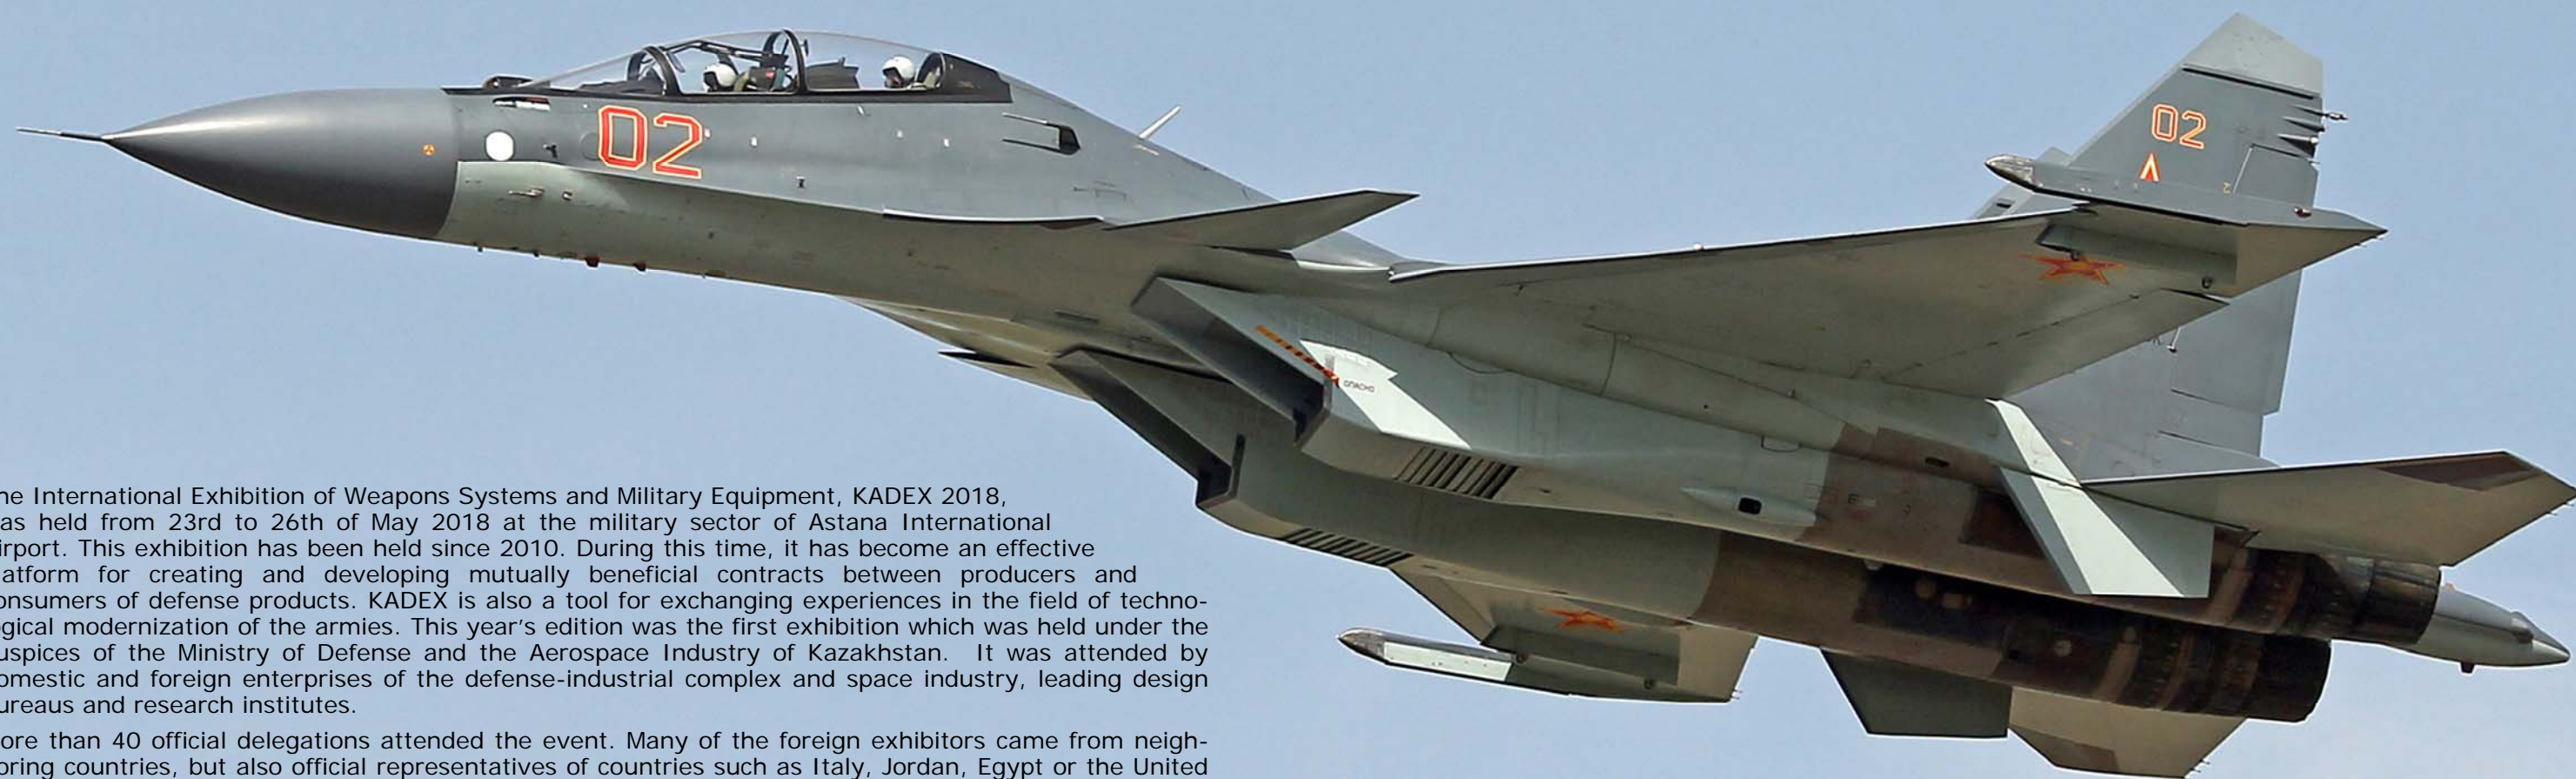 02
02
ОПАСНО
he International Exhibition of Weapons Systems and Military Equipment, KADEX 2018,
as held from 23rd to 26th of May 2018 at the military sector of Astana International
irport. This exhibition has been held since 2010. During this time, it has become an effective
latform for creating and developing mutually beneficial contracts between producers and
onsumers of defense products. KADEX is also a tool for exchanging experiences in the field of techno-
ogical modernization of the armies. This year's edition was the first exhibition which was held under the
uspices of the Ministry of Defense and the Aerospace Industry of Kazakhstan. It was attended by
omestic and foreign enterprises of the defense-industrial complex and space industry, leading design
ureaus and research institutes.
ore than 40 official delegations attended the event. Many of the foreign exhibitors came from neigh-
oring countries, but also official representatives of countries such as Italy, Jordan, Egypt or the United